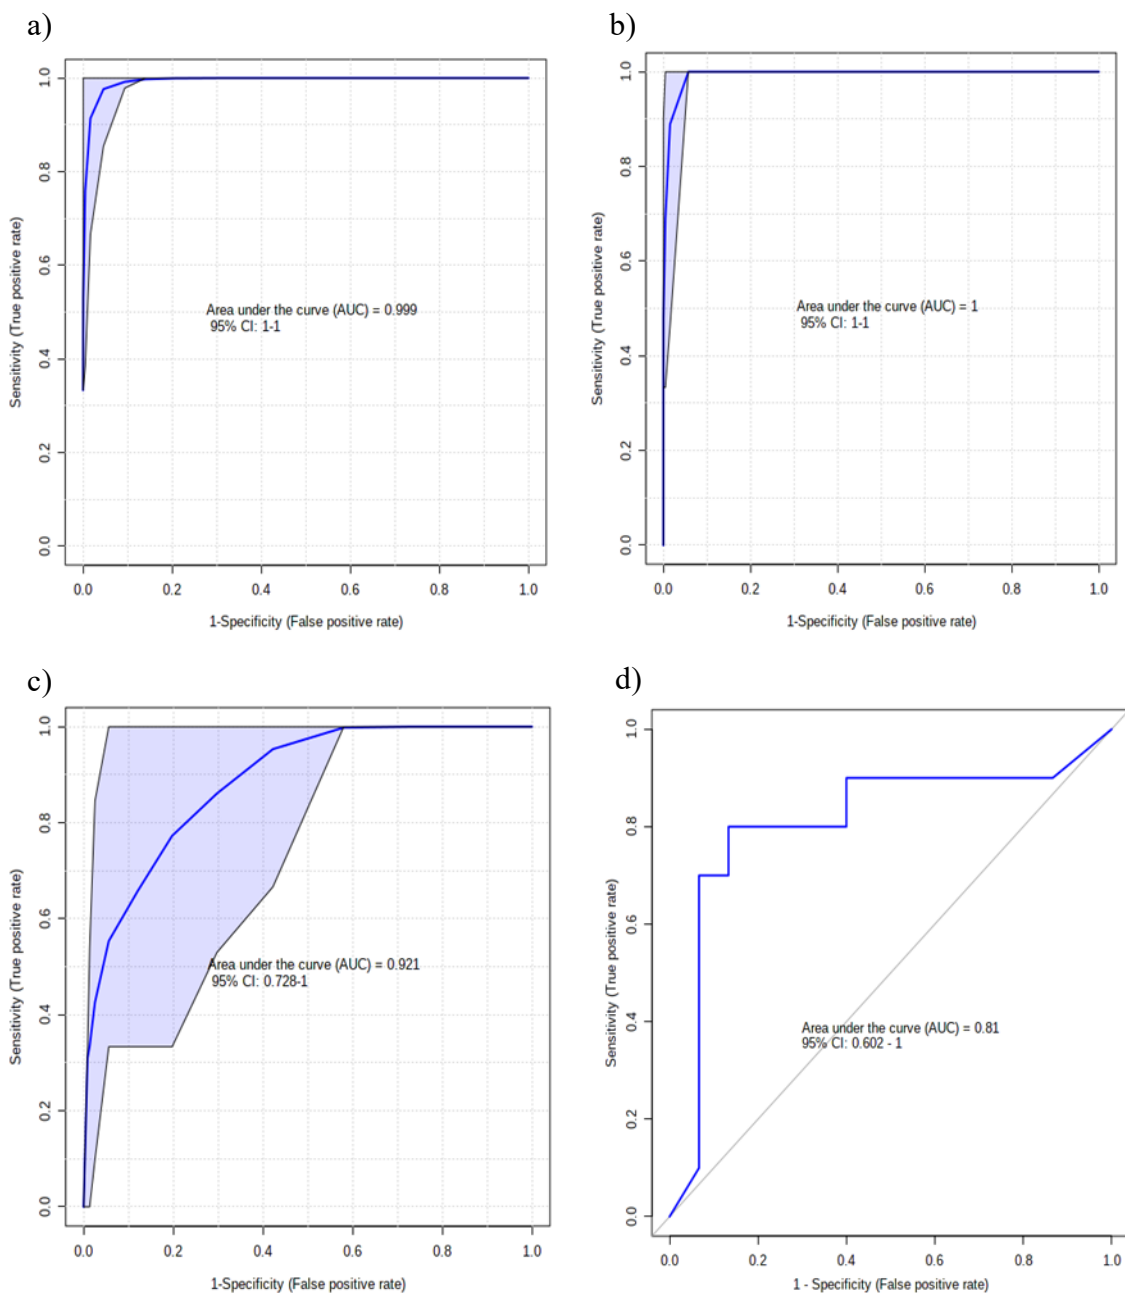 a)
Sensitivity (True positive rate)
1.0
0.8
0.6
0.4
0.2
0.0
Area under the curve (AUC) = 0.999
95% CI: 1-1
0.0 0.2 0.4 0.6 0.8 1.0
1-Specificity (False positive rate)
b)
Sensitivity (True positive rate)
1.0
0.8
0.6
0.4
0.2
0.0
Area under the curve (AUC) = 1
95% CI: 1-1
0.0 0.2 0.4 0.6 0.8 1.0
1-Specificity (False positive rate)
c)
Sensitivity (True positive rate)
1.0
0.8
0.6
0.4
0.2
0.0
Area under the curve (AUC) = 0.921
95% CI: 0.728-1
0.0 0.2 0.4 0.6 0.8 1.0
1-Specificity (False positive rate)
d)
Sensitivity (True positive rate)
1.0
0.8
0.6
0.4
0.2
0.0
Area under the curve (AUC) = 0.81
95% CI: 0.602 - 1
0.0 0.2 0.4 0.6 0.8 1.0
1 - Specificity (False positive rate)